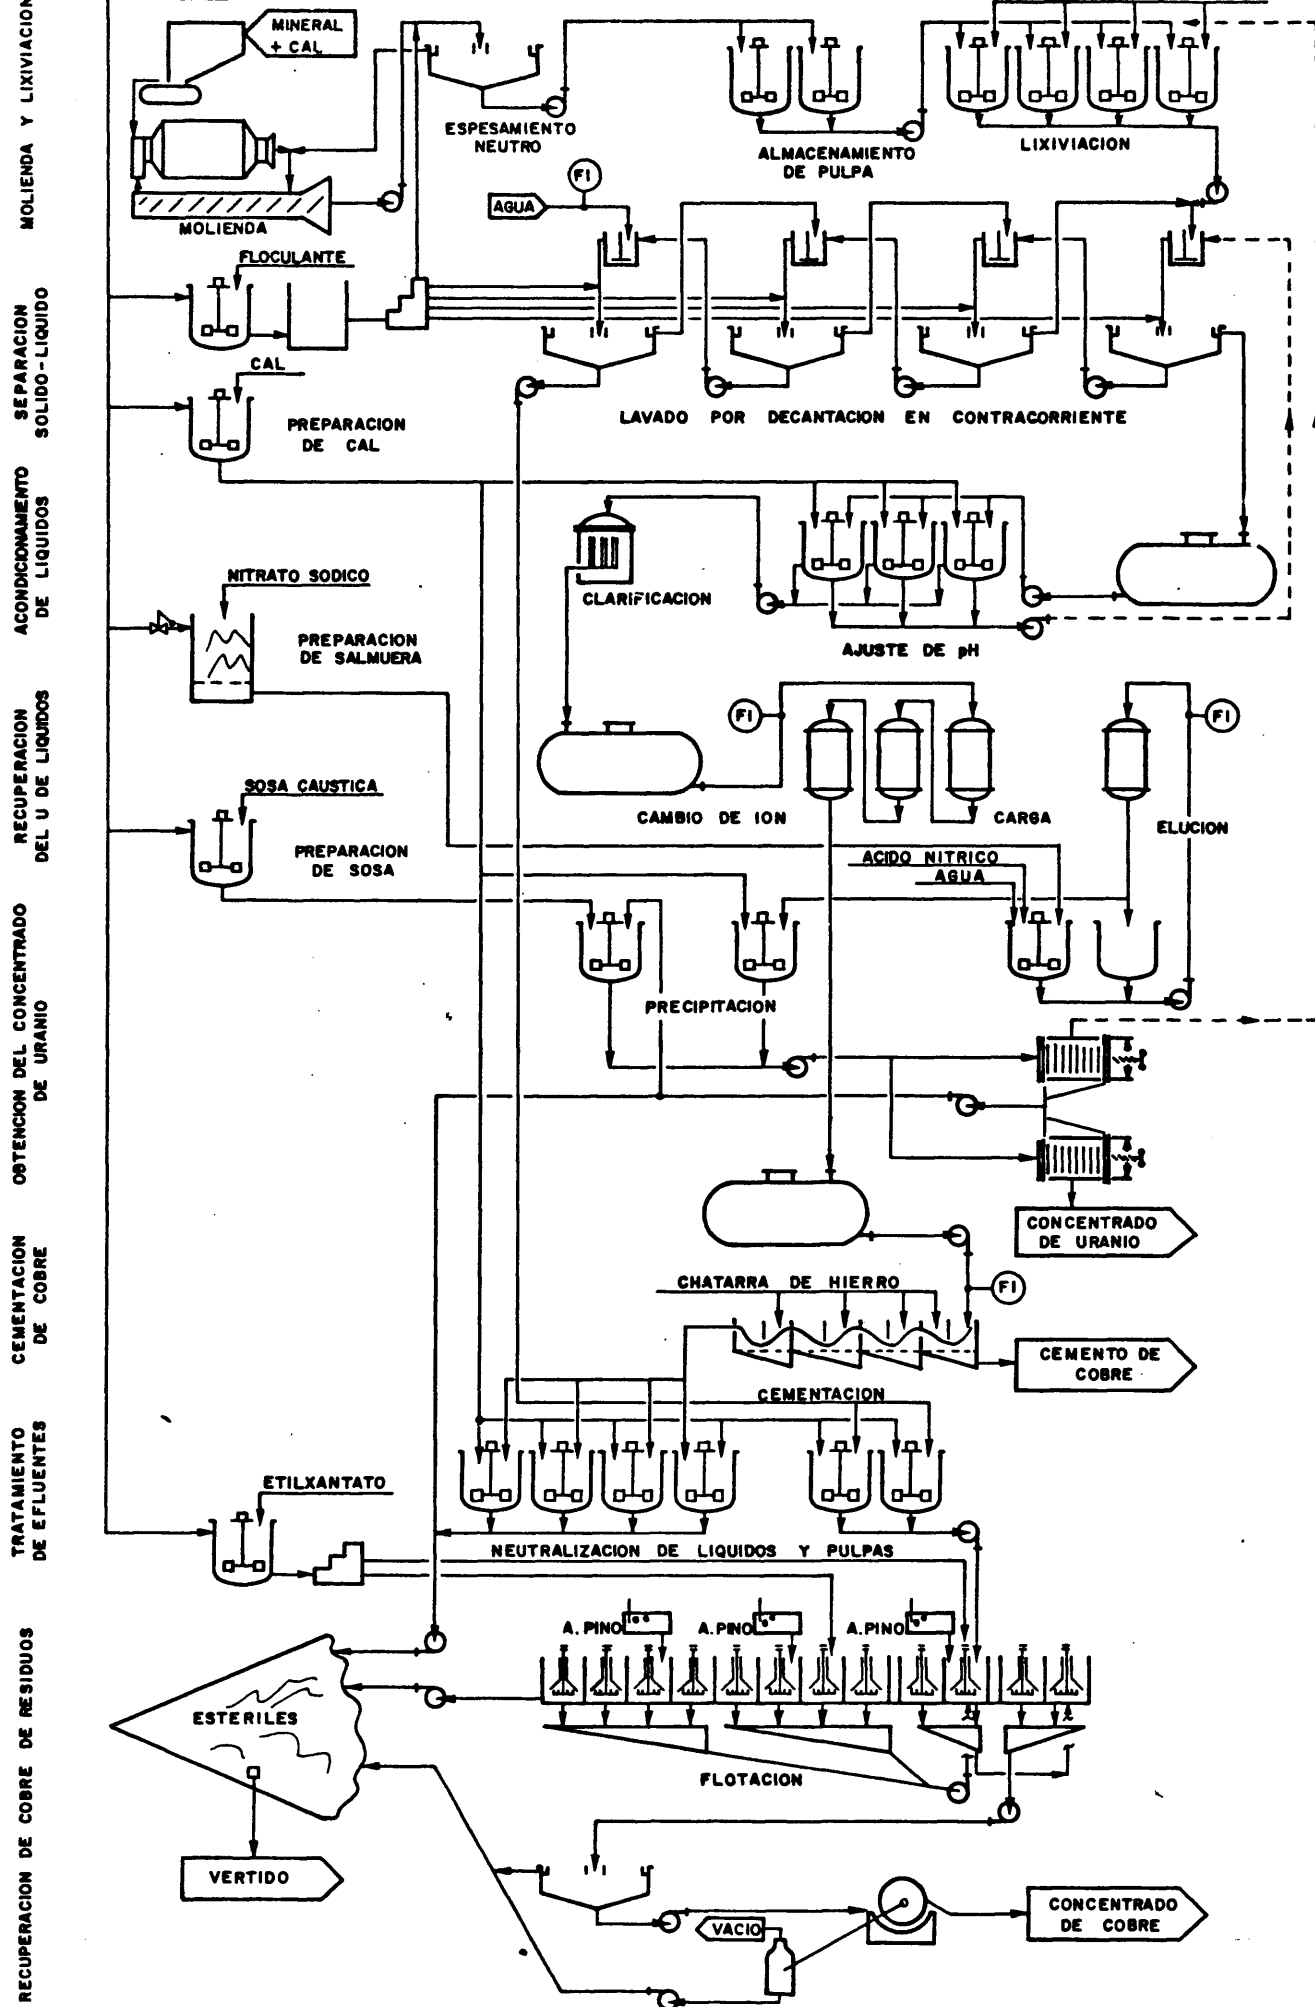 MINERAL
+ CAL
MOLIENDA Y LIXIVIACION
ESPESAMIENTO
NEUTRO
ALMACENAMIENTO
DE PULPA
LIXIVIACION
FI
AGUA
MOLIENDA
FLOCULANTE
SEPARACION
SOLIDO-LIQUIDO
CAL
PREPARACION
DE CAL
LAVADO POR DECANTACION EN CONTRACORRIENTE
ACONDICIONAMIENTO
DE LIQUIDOS
NITRATO SODICO
CLARIFICACION
PREPARACION
DE SALMUERA
AJUSTE DE pH
RECUPERACION
DEL U DE LIQUIDOS
FI
FI
SOSA CAUSTICA
CAMBIO DE ION
CARGA
ELUCION
PREPARACION
DE SOSA
ACIDO NITRICO
AGUA
OBTENCION DEL CONCENTRADO
DE URANIO
PRECIPITACION
CONCENTRADO
DE URANIO
CEMENTACION
DE COBRE
CHATARRA DE HIERRO
FI
CEMENTO DE
COBRE
CEMENTACION
TRATAMIENTO
DE EFLUENTES
ETILXANTATO
NEUTRALIZACION DE LIQUIDOS Y PULPAS
A. PINO
A. PINO
A. PINO
RECUPERACION DE COBRE DE RESIDUOS
ESTERILES
FLOTACION
VERTIDO
VACIO
CONCENTRADO
DE COBRE